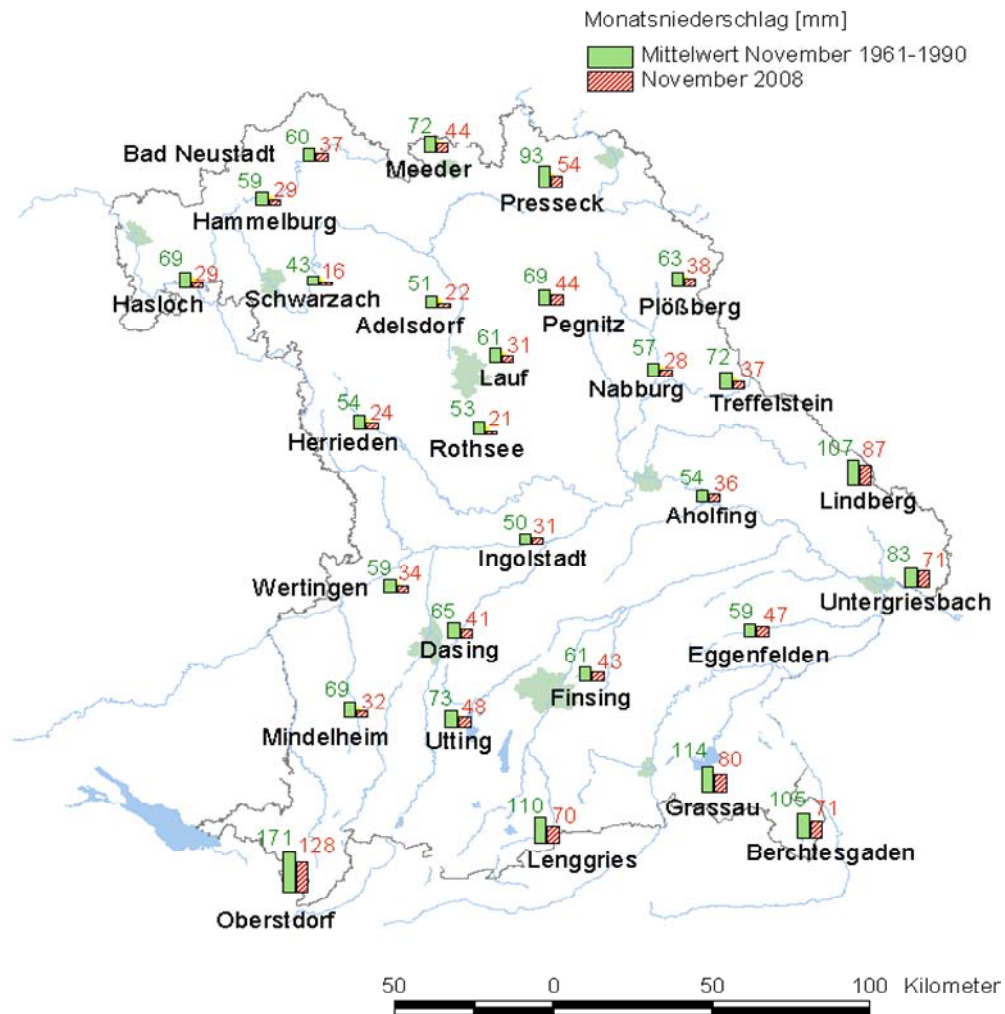 Monatsniederschlag [mm]
Mittelwert November 1961-1990
November 2008
60 37
Bad Neustadt
72 44
Meeder
93 54
Presseck
59 29
Hammelburg
69 29
Hasloch
43 16
Schwarzach
51 22
Adelsdorf
69 44
Pegnitz
63 38
Plößberg
61 31
Lauf
57 28
Nabburg
72 37
Treffelstein
54 24
Herrieden
53 21
Rothsee
107 87
Lindberg
54 36
Aholfing
50 31
Ingolstadt
83 71
Untergriesbach
Wertingen 59 34
65 41
Dasing
59 47
Eggenfelden
61 43
Finsing
69 32
Mindelheim
73 48
Utting
114 80
Grassau
105 71
Berchtesgaden
110 70
Lenggries
171 128
Oberstdorf
50 0 50 100 Kilometer